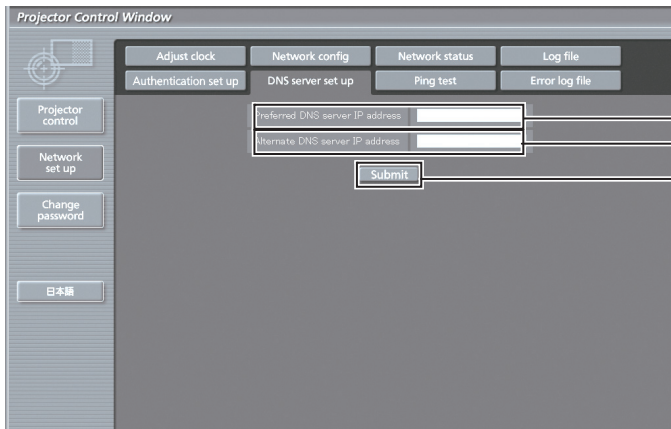 Projector Control Window
Adjust clock
Network config
Network status
Log file
Authentication set up
DNS server set up
Ping test
Error log file
Projector
control
Network
set up
Change
password
日本語
Preferred DNS server IP address
Alternate DNS server IP address
Submit